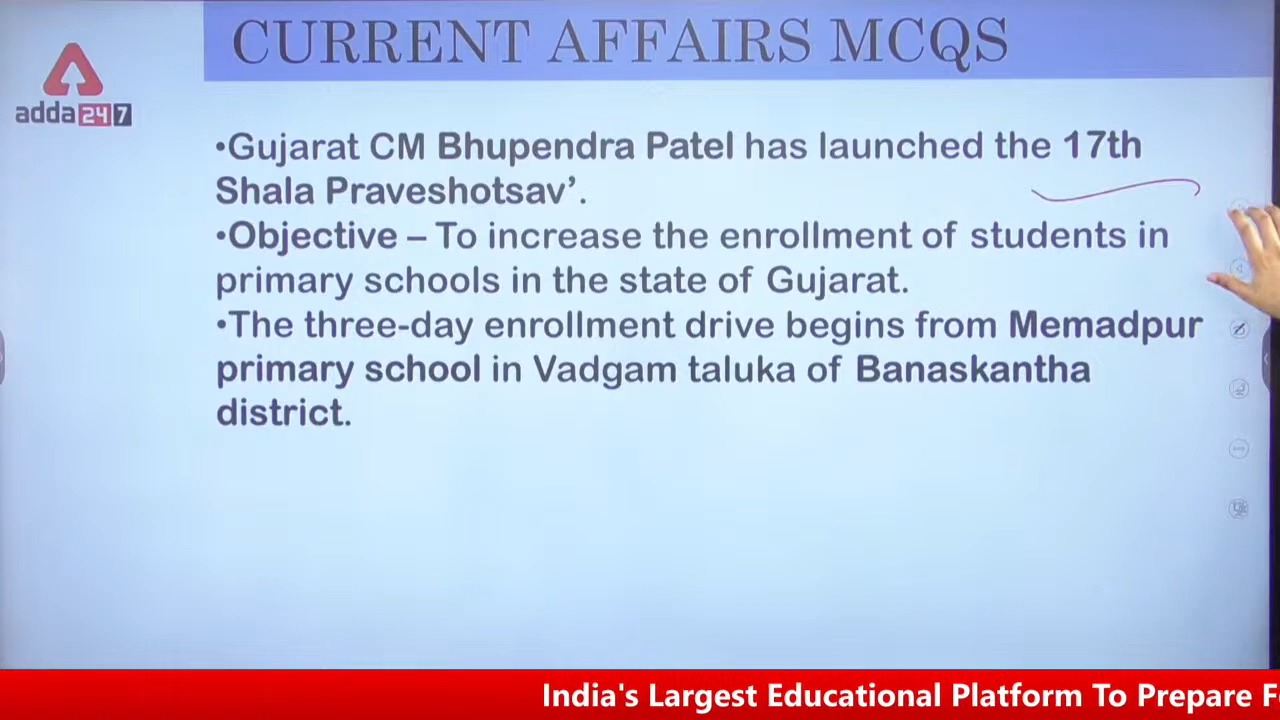 CURRENT AFFAIRS MCQS
adda247
•Gujarat CM Bhupendra Patel has launched the 17th
Shala Praveshotsav’.
•Objective – To increase the enrollment of students in
primary schools in the state of Gujarat.
•The three-day enrollment drive begins from Memadpur
primary school in Vadgam taluka of Banaskantha
district.
India's Largest Educational Platform To Prepare F